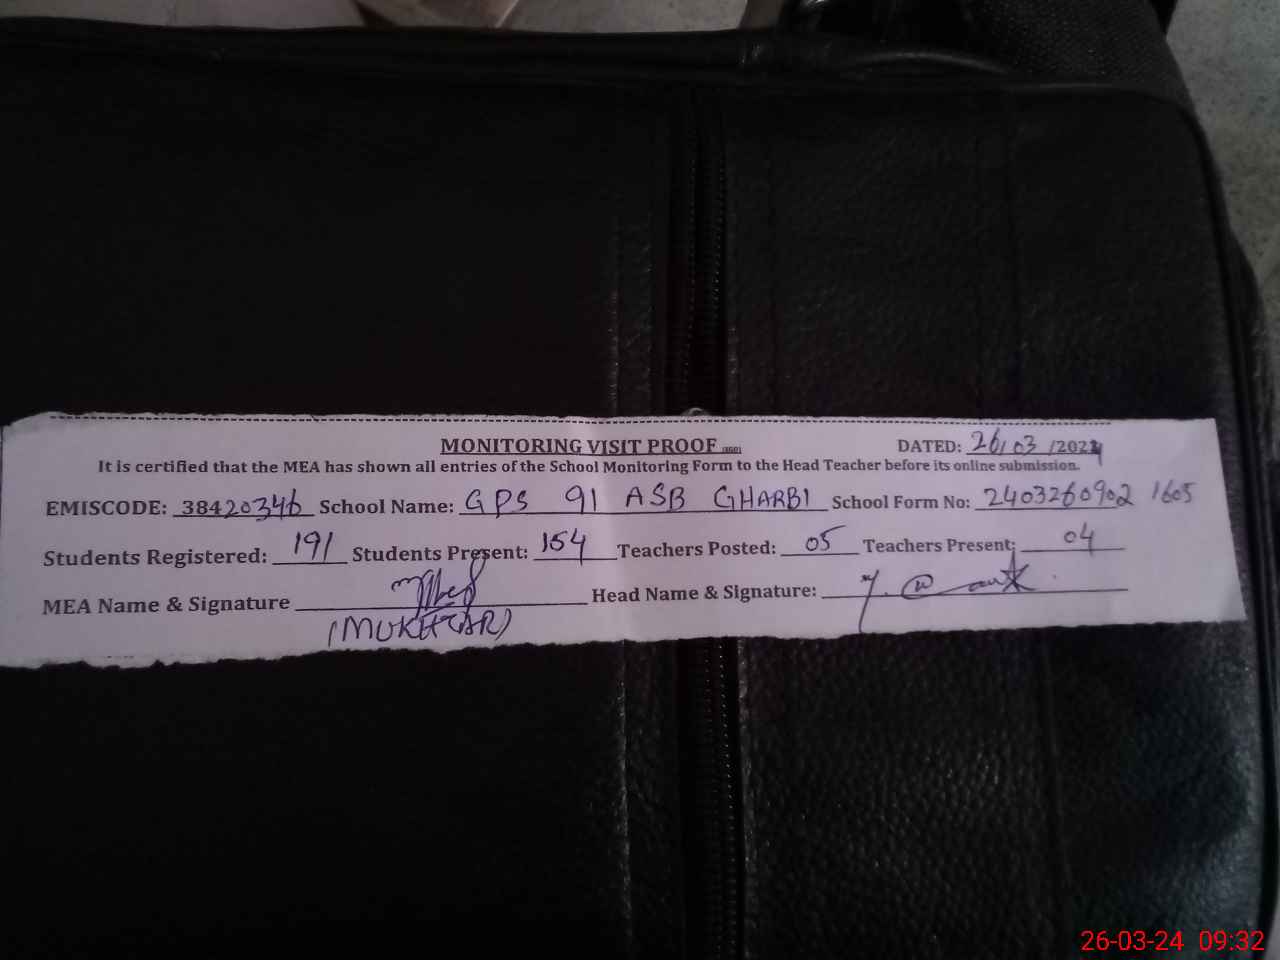 MONITORING VISIT PROOF DATED: 26/03/2024
It is certified that the MEA has shown all entries of the School Monitoring Form to the Head Teacher before its online submission.
EMISCODE: 38420346 School Name: GPS 91 ASB GHARBI School Form No: 2403260902 1605
Students Registered: 191 Students Present: 154 Teachers Posted: 05 Teachers Present: 04
MEA Name & Signature Head Name & Signature:
(MUKHTAR)
26-03-24 09:32